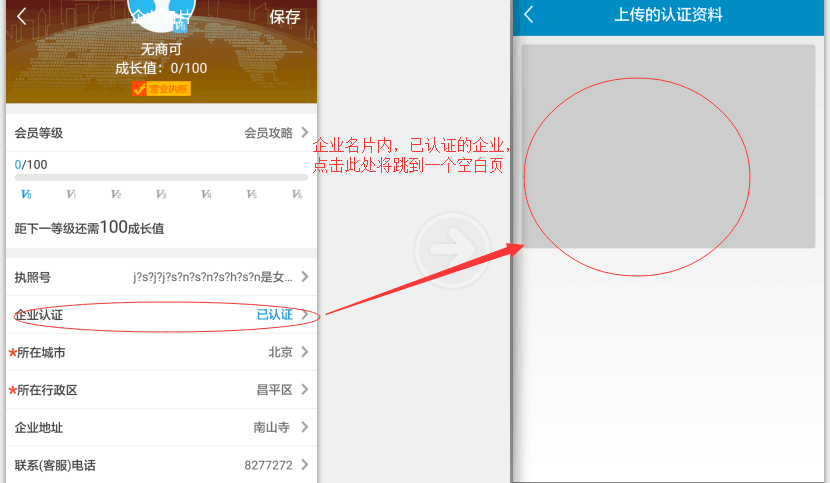 企业名片
保存
无商可
成长值：0/100
营业执照
会员等级
会员攻略
0/100
V0 V1 V2 V3 V4 V5 V6
距下一等级还需100成长值
执照号
j?s?j?j?s?n?s?n?s?h?s?n是女...
企业认证
已认证
*所在城市
北京
*所在行政区
昌平区
企业地址
南山寺
联系(客服)电话
8277272
企业名片内，已认证的企业，
点击此处将跳到一个空白页
上传的认证资料